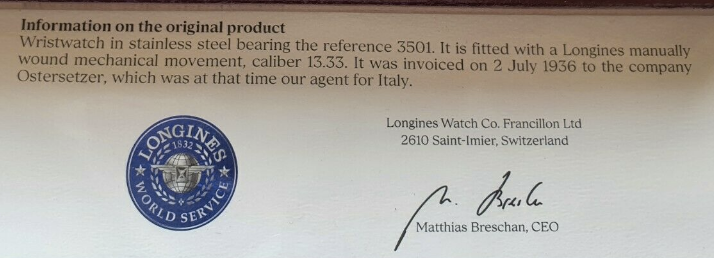 Information on the original product
Wristwatch in stainless steel bearing the reference 3501. It is fitted with a Longines manually
wound mechanical movement, caliber 13.33. It was invoiced on 2 July 1936 to the company
Ostersetzer, which was at that time our agent for Italy.
LONGINES
1832
WORLD SERVICE
Longines Watch Co. Francillon Ltd
2610 Saint-Imier, Switzerland
M. Breschan
Matthias Breschan, CEO